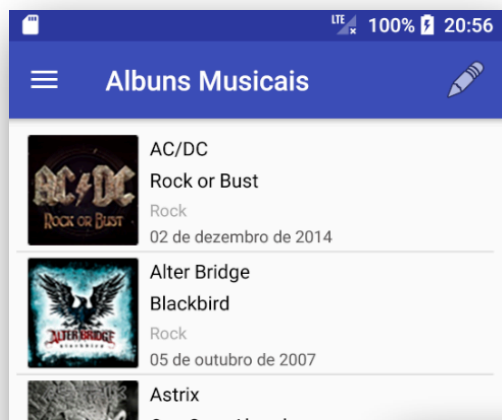 LTE 100% 20:56
Albuns Musicais
AC/DC
ROCK OR BUST
AC/DC
Rock or Bust
Rock
02 de dezembro de 2014
ALTER BRIDGE
blackbird
Alter Bridge
Blackbird
Rock
05 de outubro de 2007
Astrix